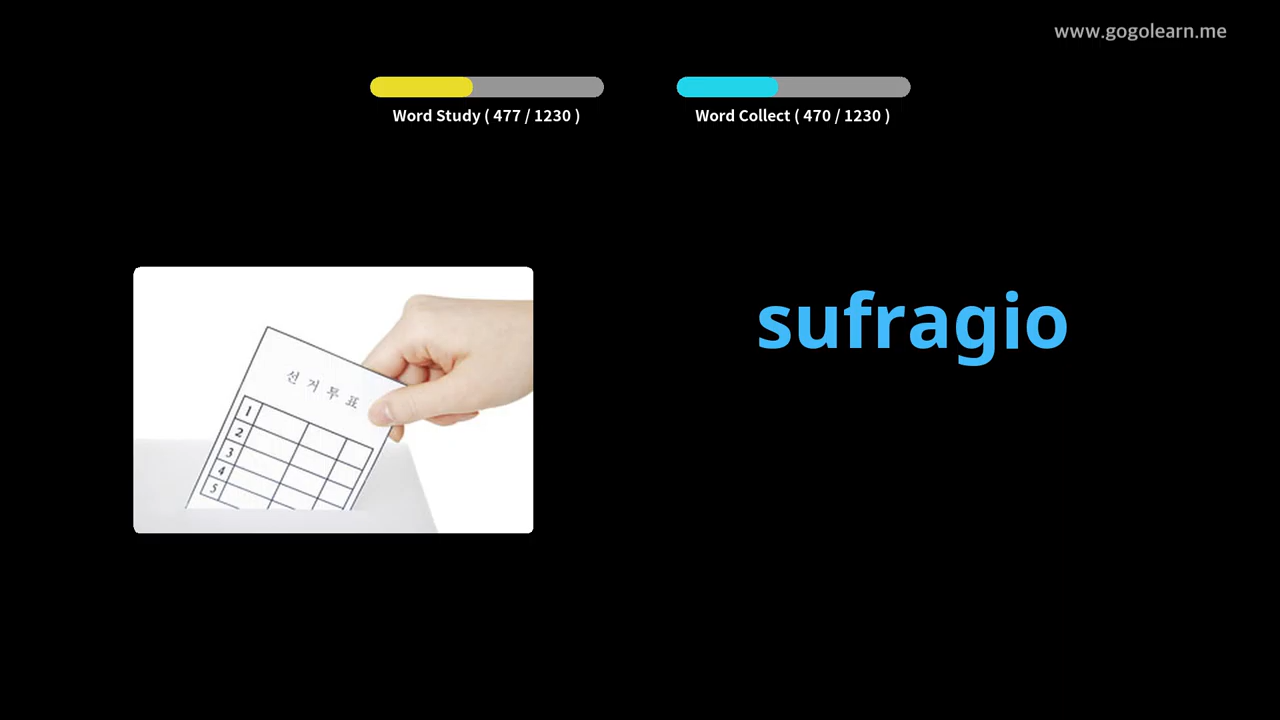 www.gogolearn.me
Word Study ( 477 / 1230 )
Word Collect ( 470 / 1230 )
sufragio
선거투표
1
2
3
4
5